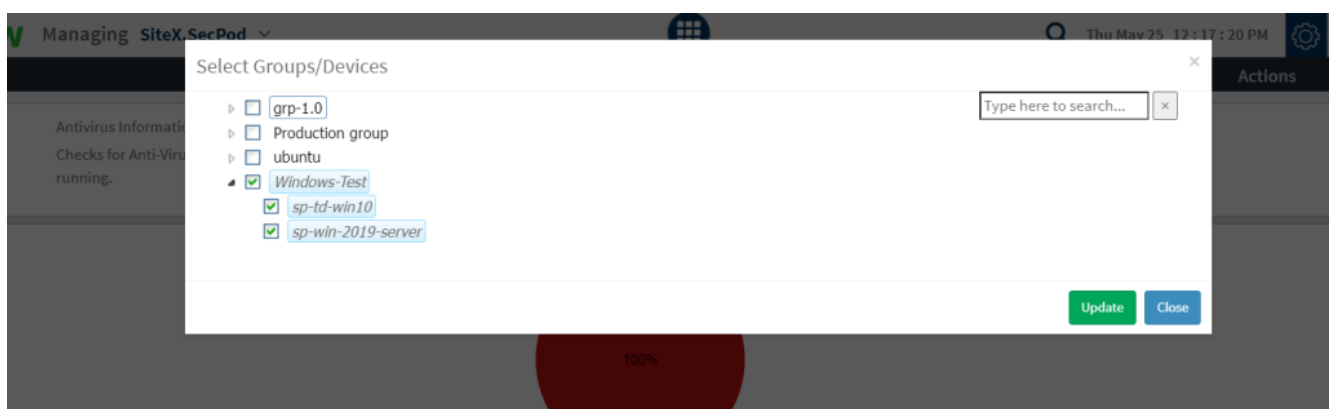 Managing SiteX.SecPod
Thu May 25 12 : 17 : 20 PM
Select Groups/Devices
×
Actions
grp-1.0
Type here to search...
×
Antivirus Informatio
Production group
Checks for Anti-Viru
ubuntu
running.
Windows-Test
sp-td-win10
sp-win-2019-server
Update
Close
100%